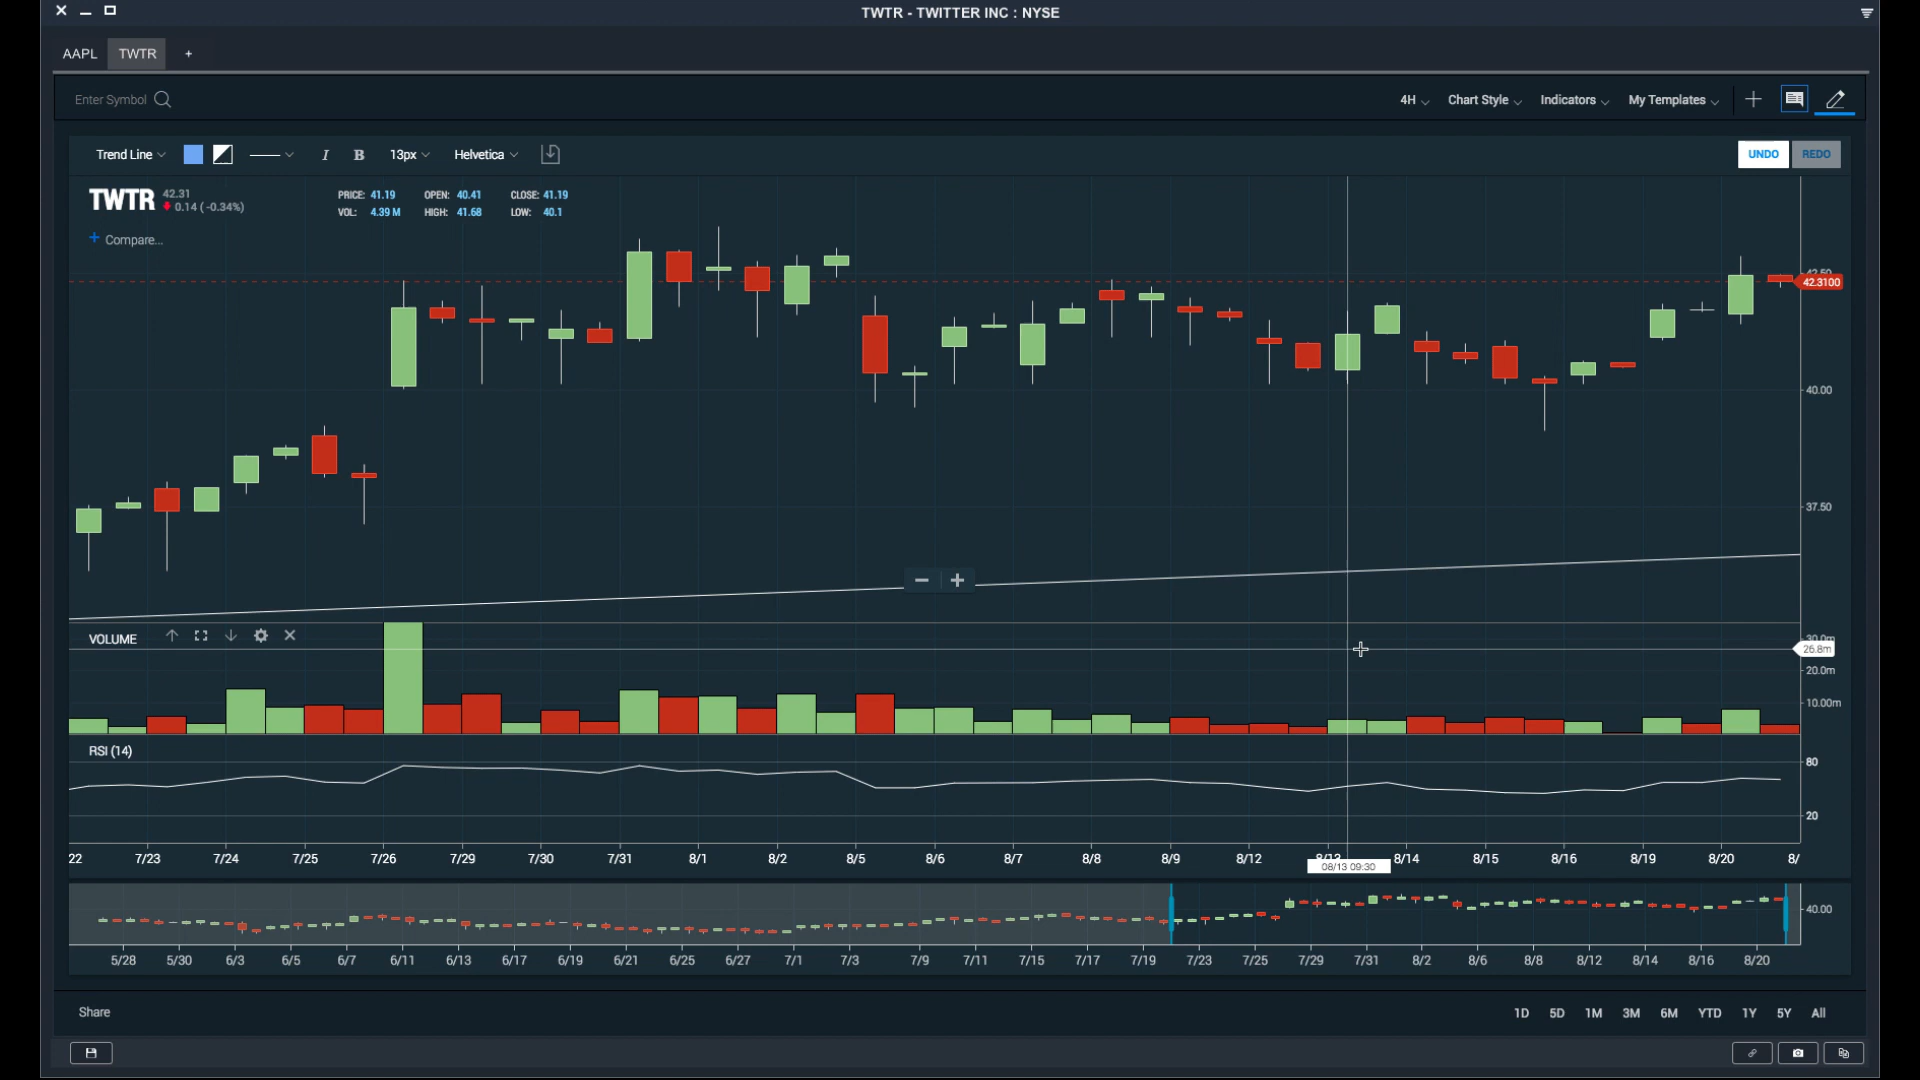 TWTR - TWITTER INC : NYSE
AAPL TWTR +
Enter Symbol 4H Chart Style Indicators My Templates
Trend Line I B 13px Helvetica UNDO REDO
TWTR 42.31 PRICE: 41.19 OPEN: 40.41 CLOSE: 41.19
0.14 ( -0.34%) VOL: 4.39 M HIGH: 41.68 LOW: 40.1
+ Compare...
42.50
42.3100
40.00
37.50
VOLUME
30.0m
26.8m
20.0m
10.00m
RSI (14)
80
20
22 7/23 7/24 7/25 7/26 7/29 7/30 7/31 8/1 8/2 8/5 8/6 8/7 8/8 8/9 8/12 8/13 8/14 8/15 8/16 8/19 8/20 8/
08/13 09:30
40.00
5/28 5/30 6/3 6/5 6/7 6/11 6/13 6/17 6/19 6/21 6/25 6/27 7/1 7/3 7/9 7/11 7/15 7/17 7/19 7/23 7/25 7/29 7/31 8/2 8/6 8/8 8/12 8/14 8/16 8/20
Share 1D 5D 1M 3M 6M YTD 1Y 5Y All